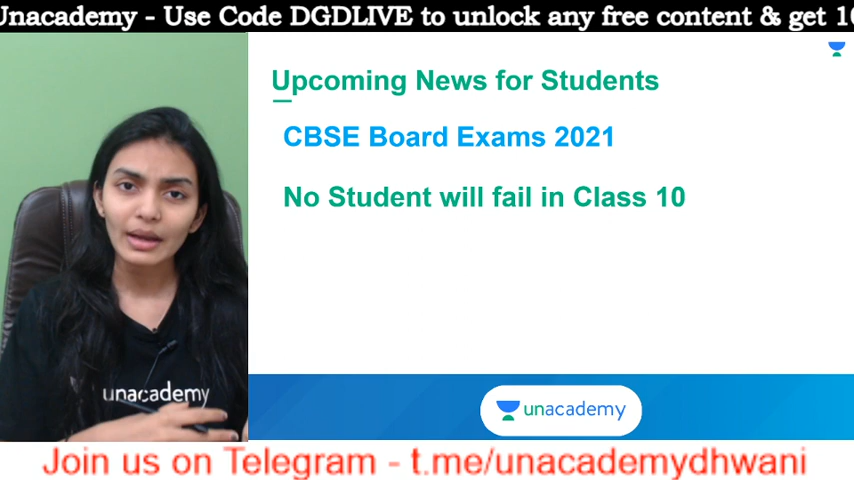 Unacademy - Use Code DGDLIVE to unlock any free content & get 10
Upcoming News for Students
CBSE Board Exams 2021
No Student will fail in Class 10
unacademy
unacademy
Join us on Telegram - t.me/unacademydhwani